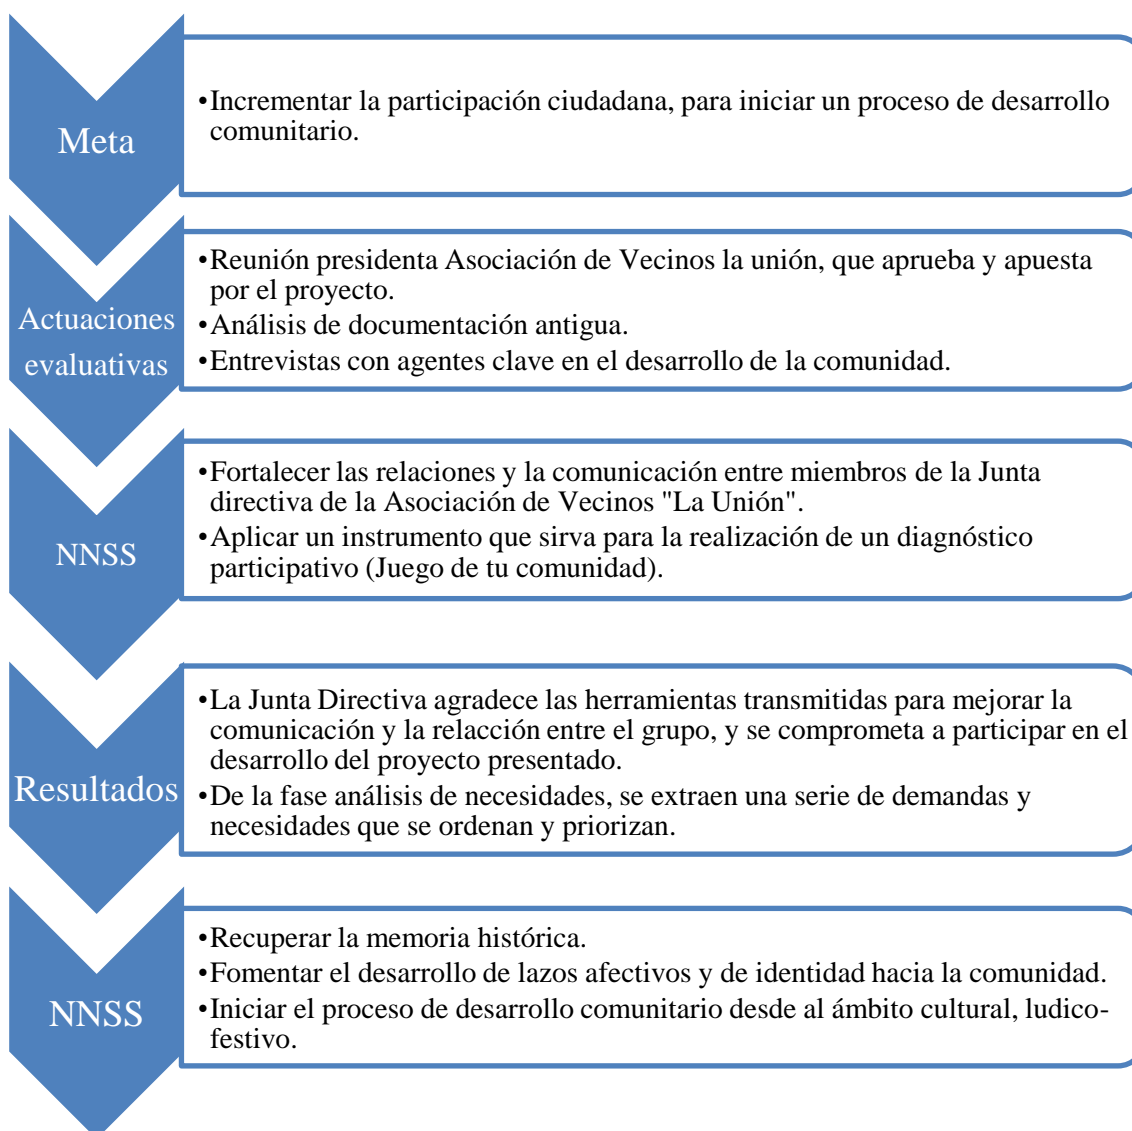 Meta
•Incrementar la participación ciudadana, para iniciar un proceso de desarrollo
comunitario.
Actuaciones
evaluativas
•Reunión presidenta Asociación de Vecinos la unión, que aprueba y apuesta
por el proyecto.
•Análisis de documentación antigua.
•Entrevistas con agentes clave en el desarrollo de la comunidad.
NNSS
•Fortalecer las relaciones y la comunicación entre miembros de la Junta
directiva de la Asociación de Vecinos "La Unión".
•Aplicar un instrumento que sirva para la realización de un diagnóstico
participativo (Juego de tu comunidad).
Resultados
•La Junta Directiva agradece las herramientas transmitidas para mejorar la
comunicación y la relacción entre el grupo, y se comprometa a participar en el
desarrollo del proyecto presentado.
•De la fase análisis de necesidades, se extraen una serie de demandas y
necesidades que se ordenan y priorizan.
NNSS
•Recuperar la memoria histórica.
•Fomentar el desarrollo de lazos afectivos y de identidad hacia la comunidad.
•Iniciar el proceso de desarrollo comunitario desde al ámbito cultural, ludico-
festivo.